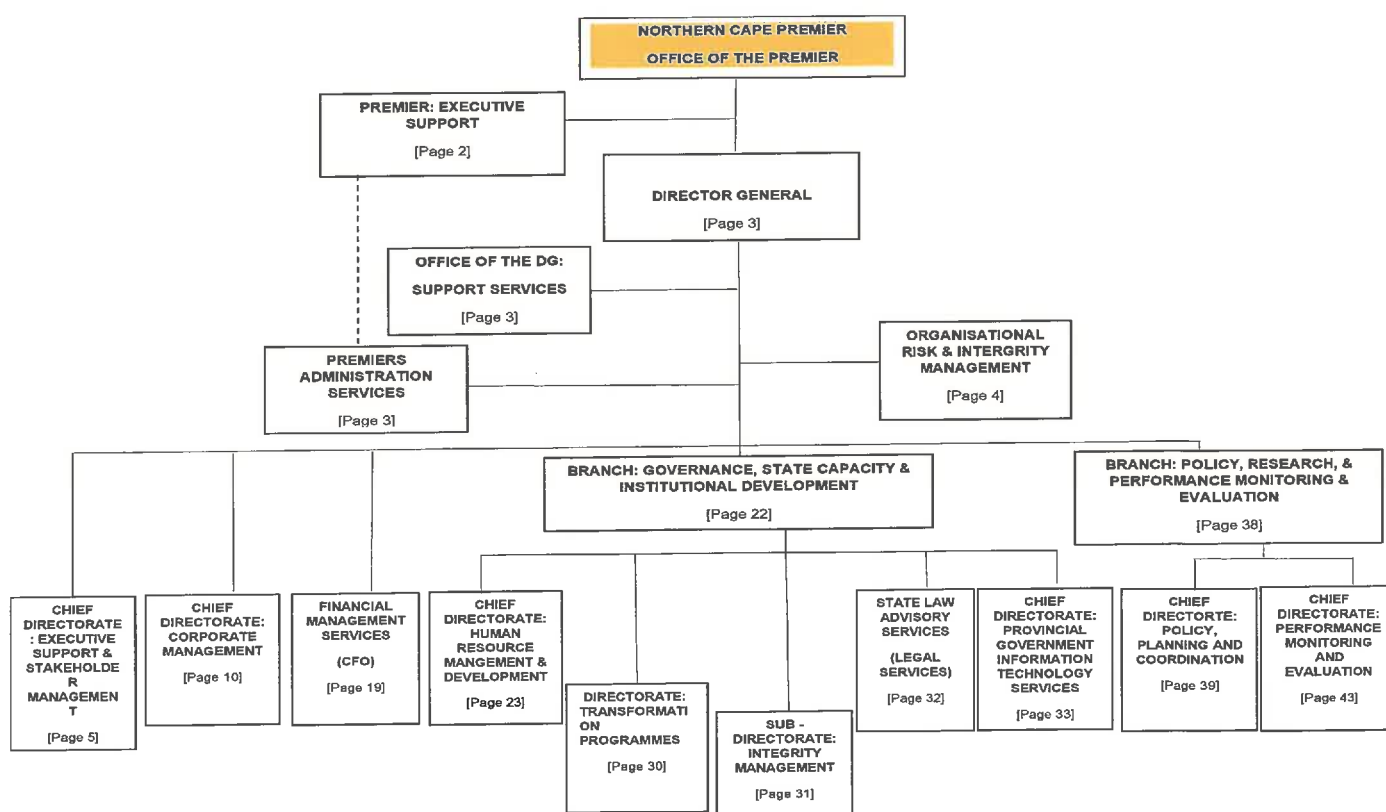 NORTHERN CAPE PREMIER
OFFICE OF THE PREMIER
PREMIER: EXECUTIVE
SUPPORT
[Page 2]
DIRECTOR GENERAL
[Page 3]
OFFICE OF THE DG:
SUPPORT SERVICES
[Page 3]
ORGANISATIONAL
RISK & INTERGRITY
MANAGEMENT
[Page 4]
PREMIERS
ADMINISTRATION
SERVICES
[Page 3]
BRANCH: GOVERNANCE, STATE CAPACITY &
INSTITUTIONAL DEVELOPMENT
[Page 22]
BRANCH: POLICY, RESEARCH, &
PERFORMANCE MONITORING &
EVALUATION
[Page 38]
CHIEF
DIRECTORATE
: EXECUTIVE
SUPPORT &
STAKEHOLDE
R
MANAGEMEN
T
[Page 5]
CHIEF
DIRECTORATE:
CORPORATE
MANAGEMENT
[Page 10]
FINANCIAL
MANAGEMENT
SERVICES
(CFO)
[Page 19]
CHIEF
DIRECTORATE:
HUMAN
RESOURCE
MANGEMENT &
DEVELOPMENT
[Page 23]
DIRECTORATE:
TRANSFORMATI
ON
PROGRAMMES
[Page 30]
SUB -
DIRECTORATE:
INTEGRITY
MANAGEMENT
[Page 31]
STATE LAW
ADVISORY
SERVICES
(LEGAL
SERVICES)
[Page 32]
CHIEF
DIRECTORATE:
PROVINCIAL
GOVERNMENT
INFORMATION
TECHNOLOGY
SERVICES
[Page 33]
CHIEF
DIRECTORTE:
POLICY,
PLANNING AND
COORDINATION
[Page 39]
CHIEF
DIRECTORATE:
PERFORMANCE
MONITORING
AND
EVALUATION
[Page 43]